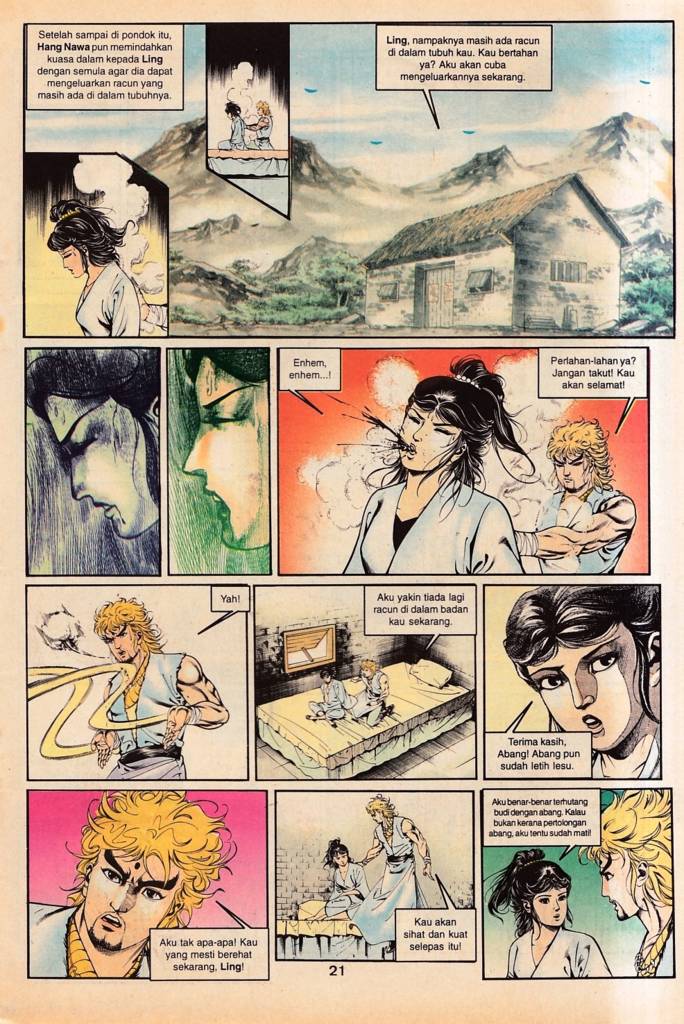 Setelah sampai di pondok itu,
Hang Nawa pun memindahkan
kuasa dalam kepada Ling
dengan semula agar dia dapat
mengeluarkan racun yang
masih ada di dalam tubuhnya.
Ling, nampaknya masih ada racun
di dalam tubuh kau. Kau bertahan
ya? Aku akan cuba
mengeluarkannya sekarang.
Enhem,
enhem...!
Perlahan-lahan ya?
Jangan takut! Kau
akan selamat!
Yah!
Aku yakin tiada lagi
racun di dalam badan
kau sekarang.
Terima kasih,
Abang! Abang pun
sudah letih lesu.
Aku tak apa-apa! Kau
yang mesti berehat
sekarang, Ling!
Kau akan
sihat dan kuat
selepas itu!
Aku benar-benar terhutang
budi dengan abang. Kalau
bukan kerana pertolongan
abang, aku tentu sudah mati!
21